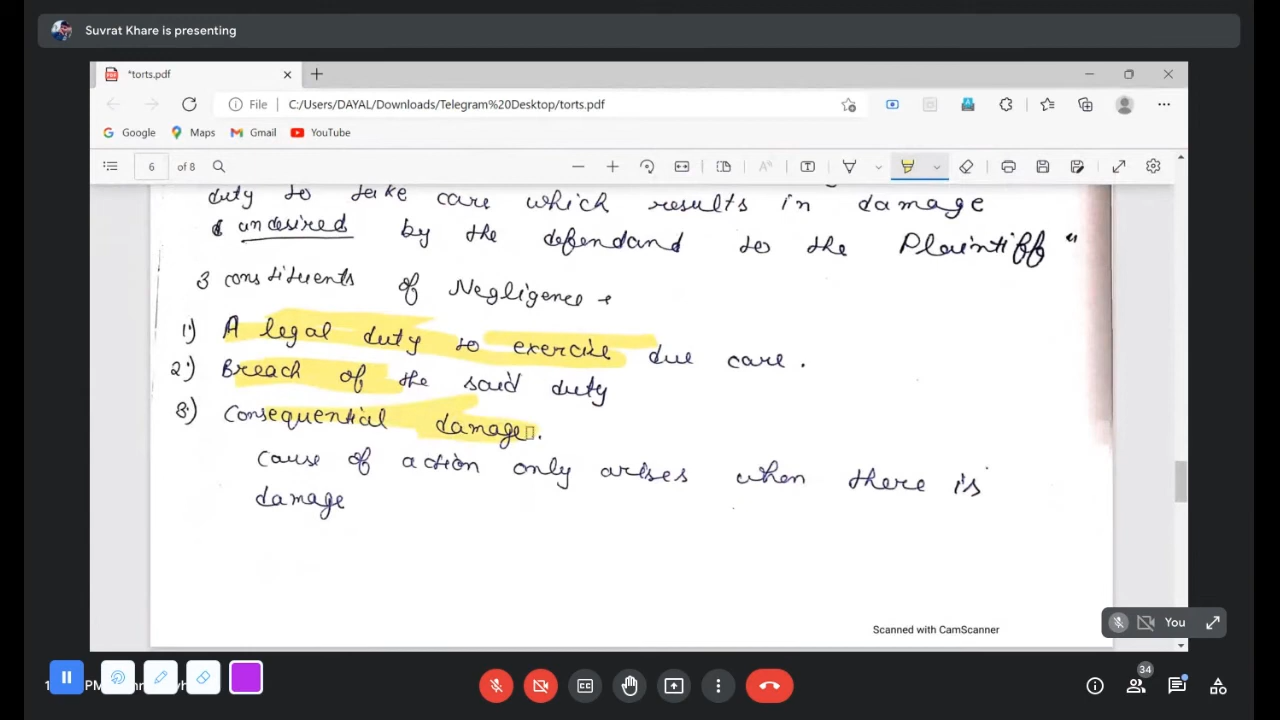 Suvrat Khare is presenting
*torts.pdf
File C:/Users/DAYAL/Downloads/Telegram%20Desktop/torts.pdf
Google Maps Gmail YouTube
6 of 8
duty to take care which results in damage
undesired by the defendand to the Plaintiff"
3 constituents of Negligence
1) A legal duty to exercise due care.
2) Breach of the said duty
3) Consequential damage.
cause of action only arises when there is
damage
Scanned with CamScanner
You
34